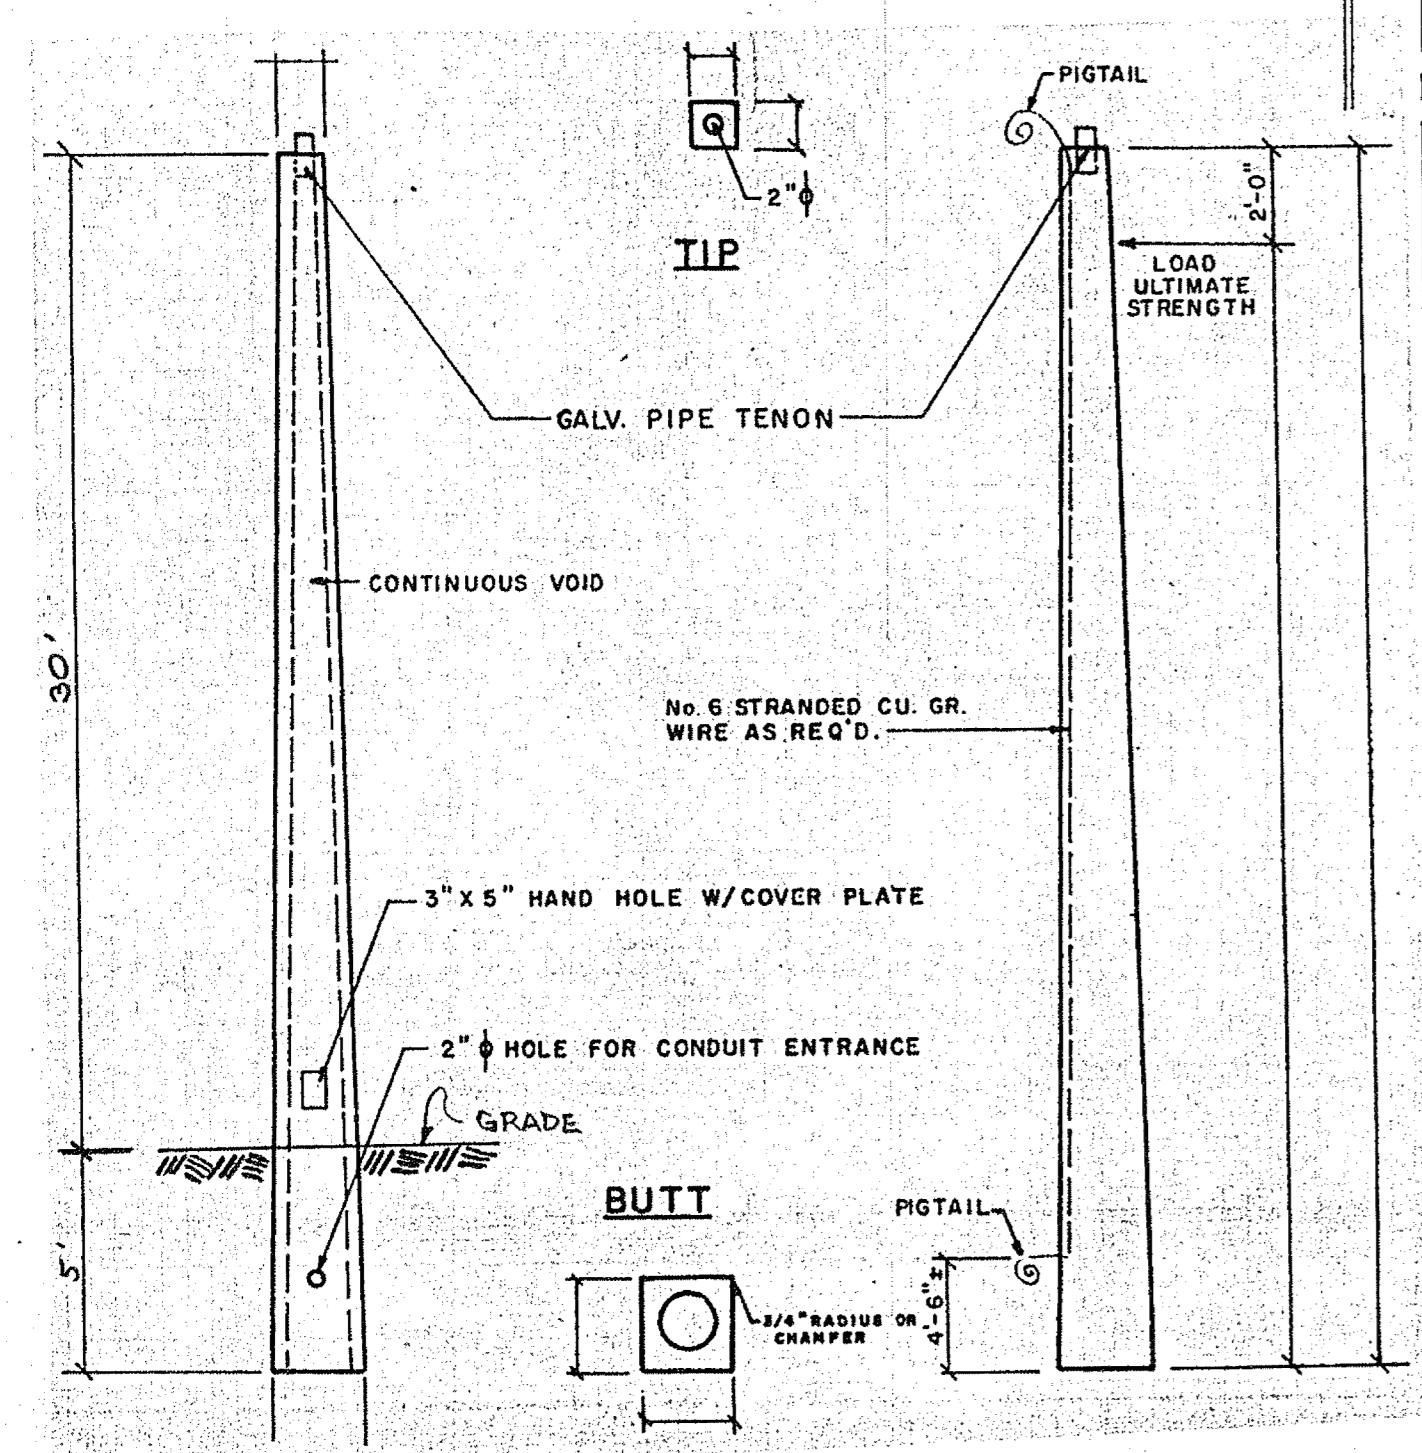 PIGTAIL
2" ϕ
TIP
2'-0"
LOAD
ULTIMATE
STRENGTH
GALV. PIPE TENON
CONTINUOUS VOID
30'
No. 6 STRANDED CU. GR.
WIRE AS REQ'D.
3" X 5" HAND HOLE W/COVER PLATE
2" ϕ HOLE FOR CONDUIT ENTRANCE
GRADE
BUTT
PIGTAIL
5'
4'-6" ±
3/4" RADIUS OR
CHAMFER